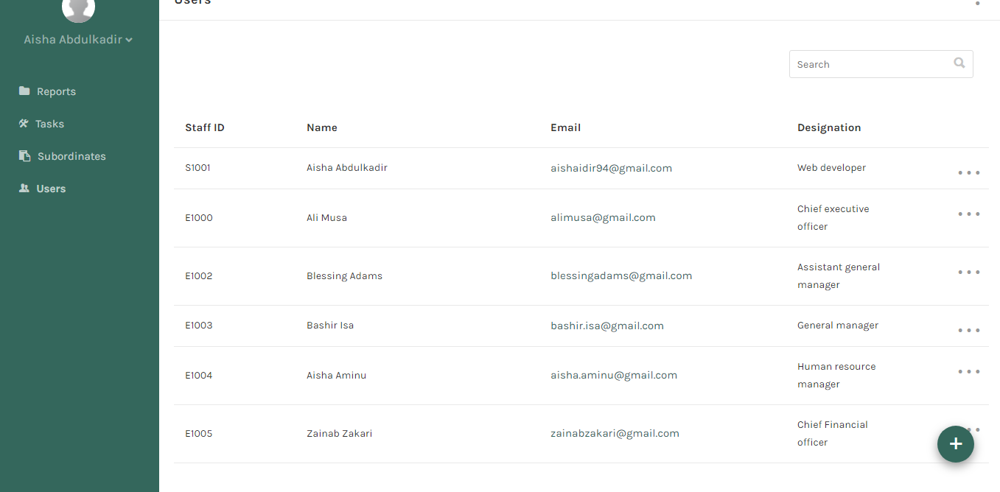 Users
Aisha Abdulkadir
Search
Reports
Tasks
Subordinates
Users
Staff ID Name Email Designation
S1001 Aisha Abdulkadir aishaidir94@gmail.com Web developer
E1000 Ali Musa alimusa@gmail.com Chief executive
officer
E1002 Blessing Adams blessingadams@gmail.com Assistant general
manager
E1003 Bashir Isa bashir.isa@gmail.com General manager
E1004 Aisha Aminu aisha.aminu@gmail.com Human resource
manager
E1005 Zainab Zakari zainabzakari@gmail.com Chief Financial
officer
+